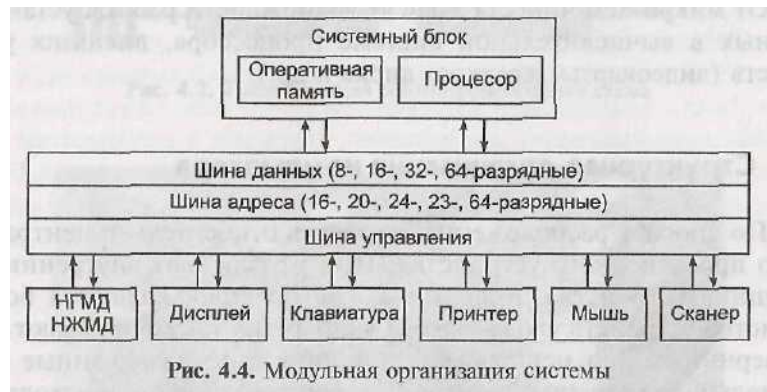 Системный блок
Оперативная
память
Процессор
Шина данных (8-, 16-, 32-, 64-разрядные)
Шина адреса (16-, 20-, 24-, 23-, 64-разрядные)
Шина управления
НГМД
НЖМД
Дисплей
Клавиатура
Принтер
Мышь
Сканер
Рис. 4.4. Модульная организация системы